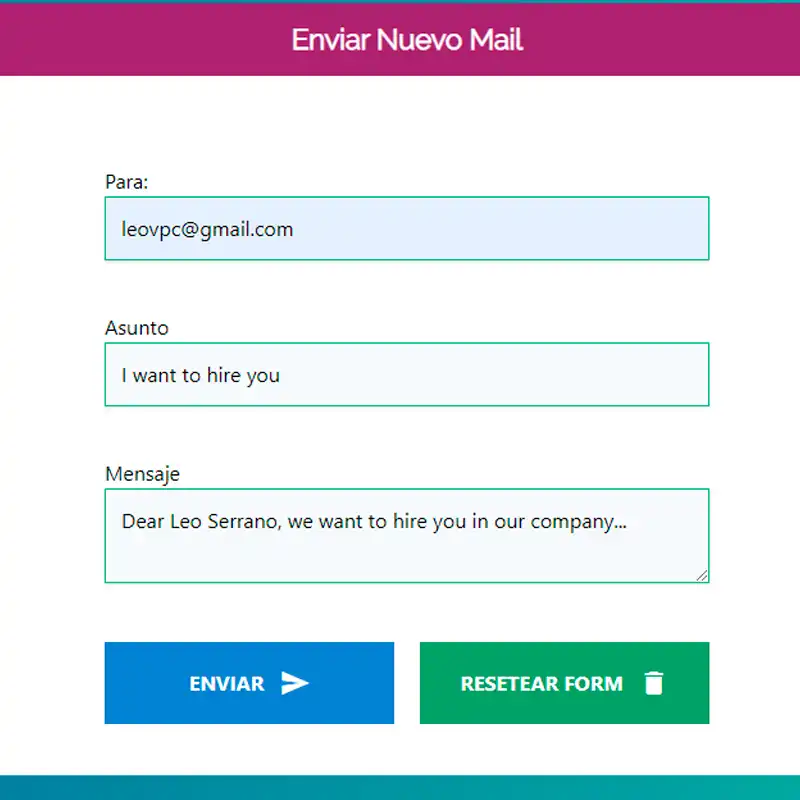 Enviar Nuevo Mail
Para:
leovpc@gmail.com
Asunto
I want to hire you
Mensaje
Dear Leo Serrano, we want to hire you in our company...
ENVIAR
RESETEAR FORM